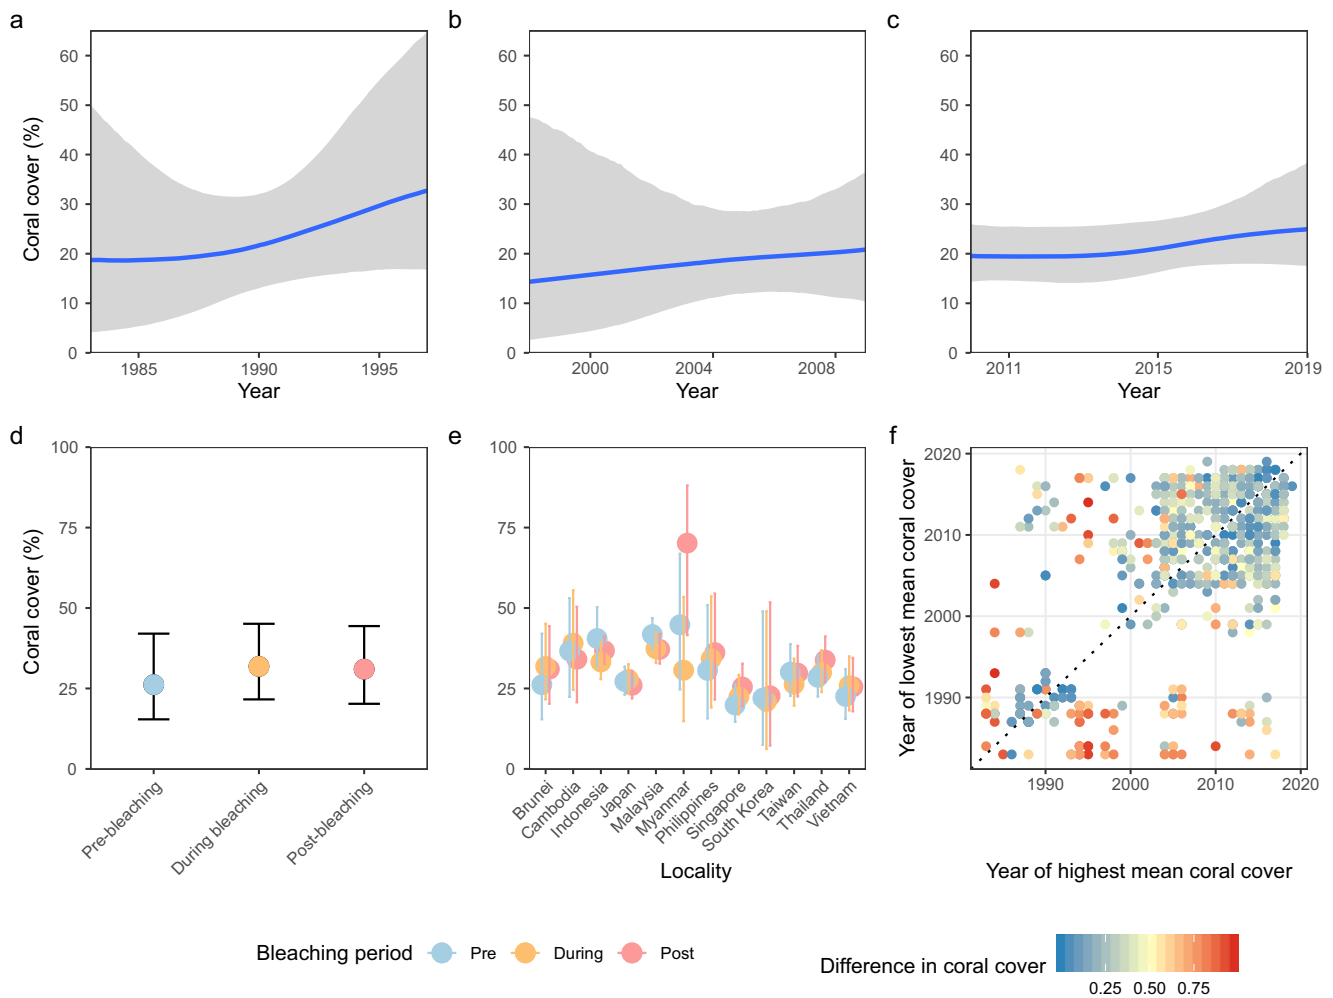 a
b
c
Coral cover (%)
60
50
40
30
20
10
0
1985
1990
1995
Year
60
50
40
30
20
10
0
2000
2004
2008
Year
60
50
40
30
20
10
0
2011
2015
2019
Year
d
e
f
Coral cover (%)
100
75
50
25
0
Pre-bleaching
During bleaching
Post-bleaching
100
75
50
25
0
Brunei
Cambodia
Indonesia
Japan
Malaysia
Myanmar
Philippines
Singapore
South Korea
Taiwan
Thailand
Vietnam
Locality
Year of lowest mean coral cover
2020
2010
2000
1990
1990
2000
2010
2020
Year of highest mean coral cover
Bleaching period
Pre
During
Post
Difference in coral cover
0.25
0.50
0.75